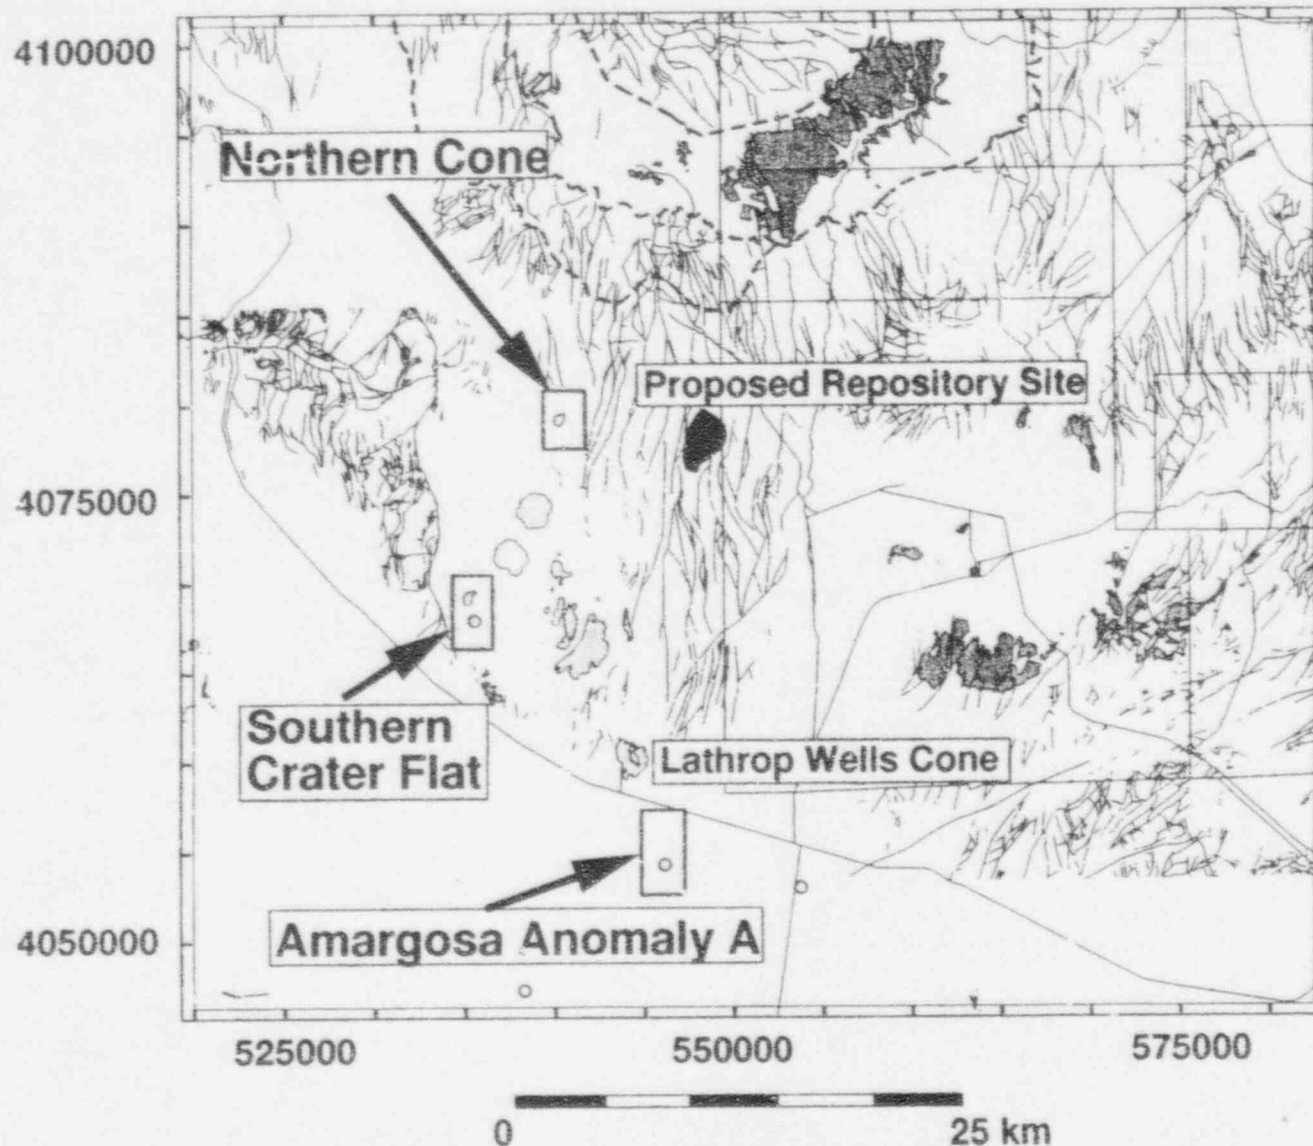 4100000
Northern Cone
Proposed Repository Site
4075000
Southern
Crater Flat
Lathrop Wells Cone
Amargosa Anomaly A
4050000
525000
550000
575000
0
25 km